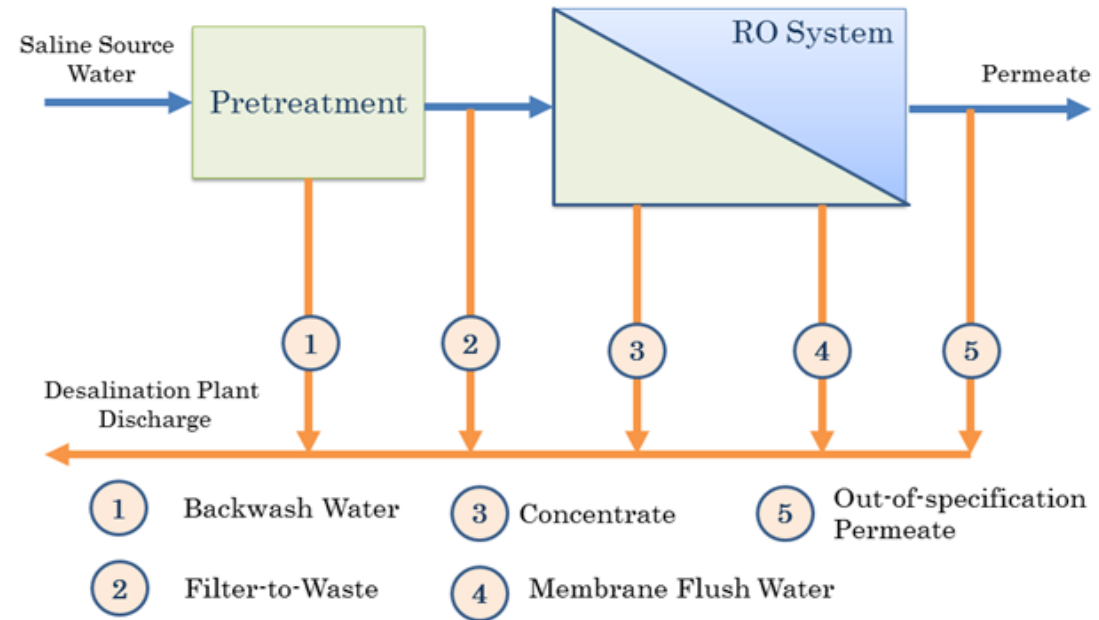 Saline Source
Water
Pretreatment
RO System
Permeate
1
2
3
4
5
Desalination Plant
Discharge
1 Backwash Water
3 Concentrate
5 Out-of-specification
Permeate
2 Filter-to-Waste
4 Membrane Flush Water